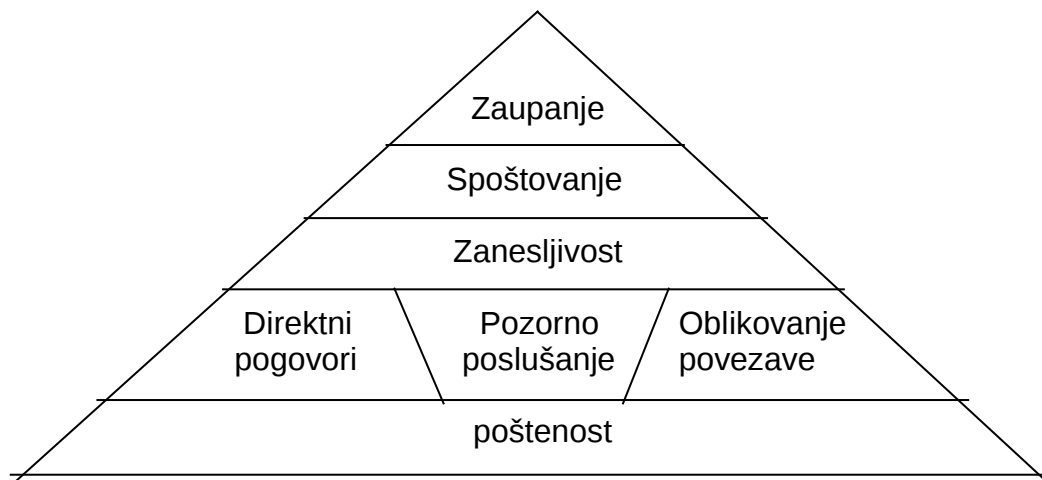 Zaupanje
Spoštovanje
Zanesljivost
Direktni
pogovori
Pozorno
poslušanje
Oblikovanje
povezave
poštenost